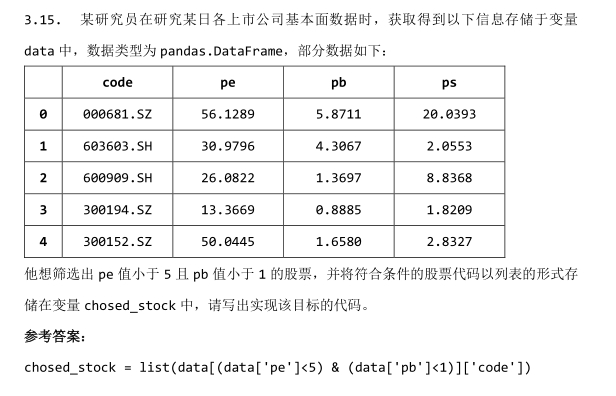 3.15. 某研究员在研究某日各上市公司基本面数据时，获取得到以下信息存储于变量
data 中，数据类型为 pandas.DataFrame，部分数据如下：
code pe pb ps
0 000681.SZ 56.1289 5.8711 20.0393
1 603603.SH 30.9796 4.3067 2.0553
2 600909.SH 26.0822 1.3697 8.8368
3 300194.SZ 13.3669 0.8885 1.8209
4 300152.SZ 50.0445 1.6580 2.8327
他想筛选出 pe 值小于 5 且 pb 值小于 1 的股票，并将符合条件的股票代码以列表的形式存
储在变量 chosed_stock 中，请写出实现该目标的代码。
参考答案：
chosed_stock = list(data[(data['pe']<5) & (data['pb']<1)]['code'])